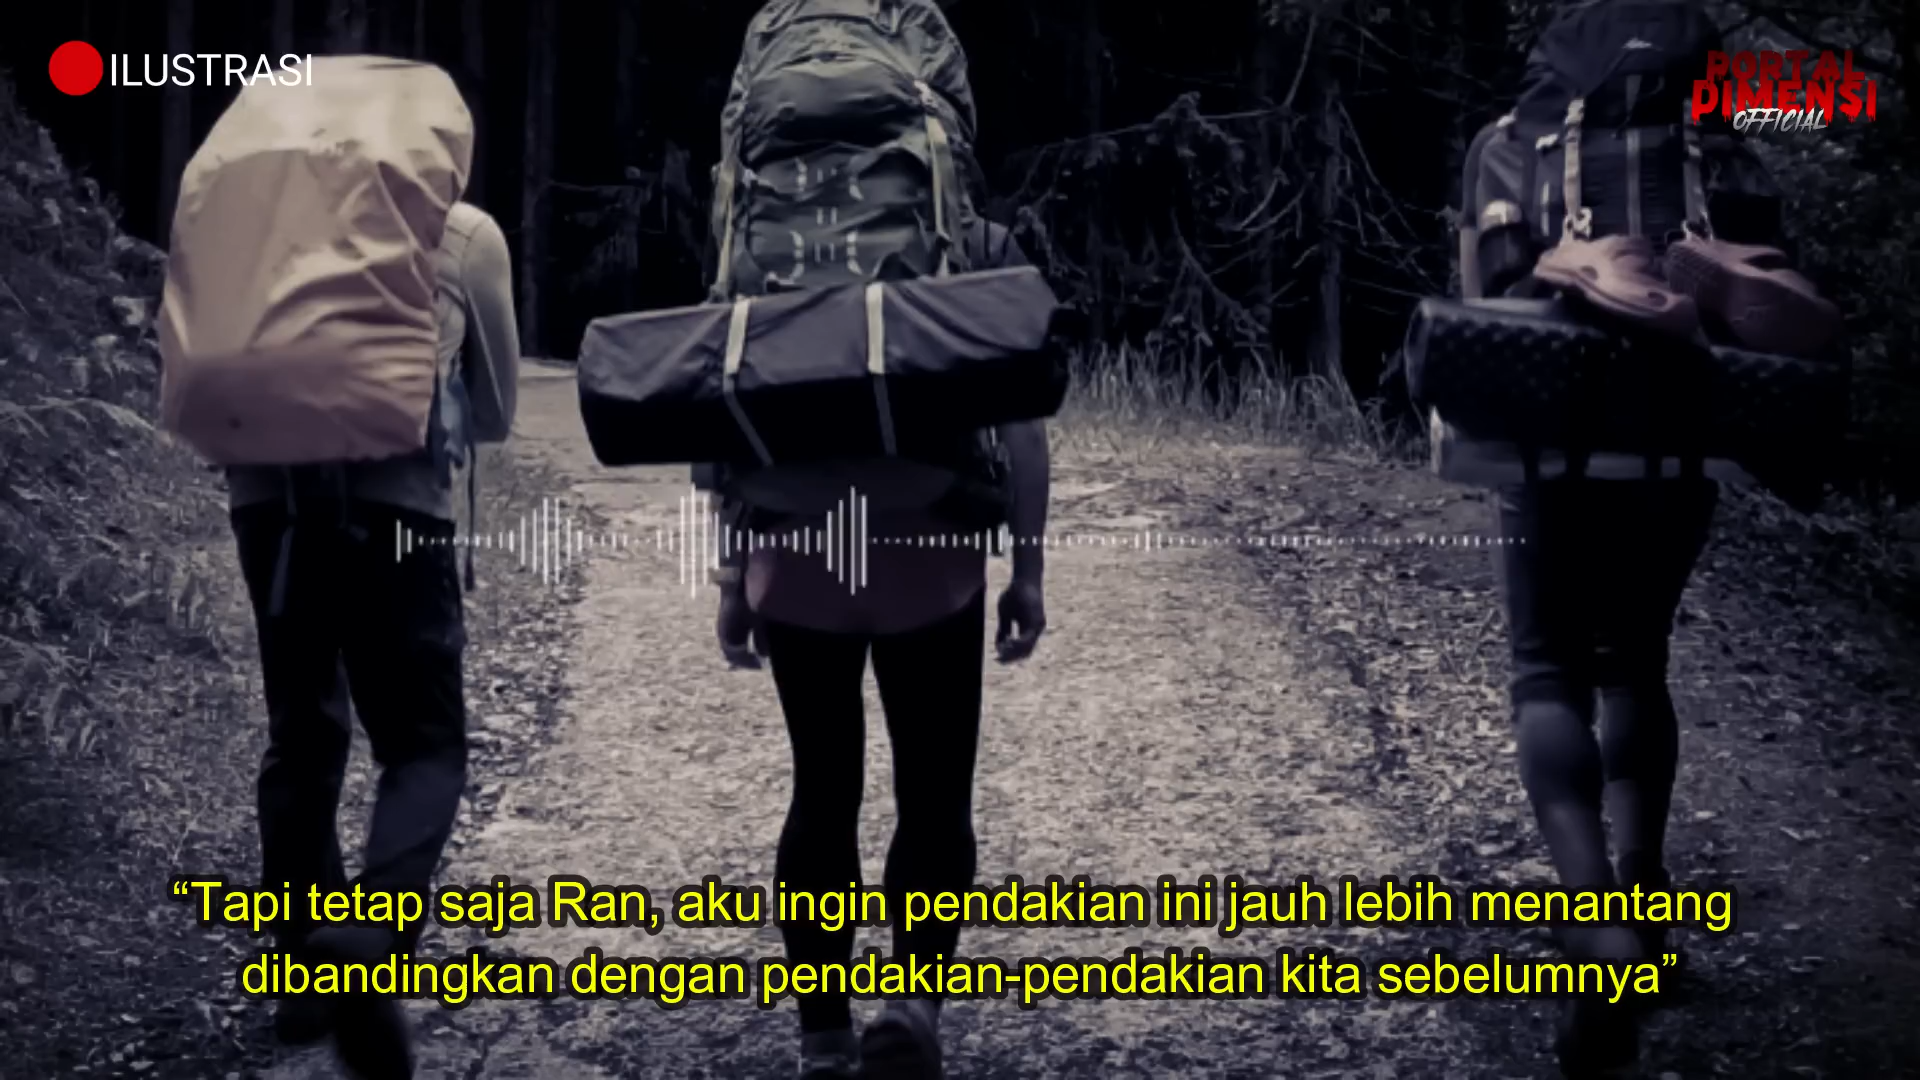 ILUSTRASI
PORTAL
DIMENSI
OFFICIAL
“Tapi tetap saja Ran, aku ingin pendakian ini jauh lebih menantang
dibandingkan dengan pendakian-pendakian kita sebelumnya”